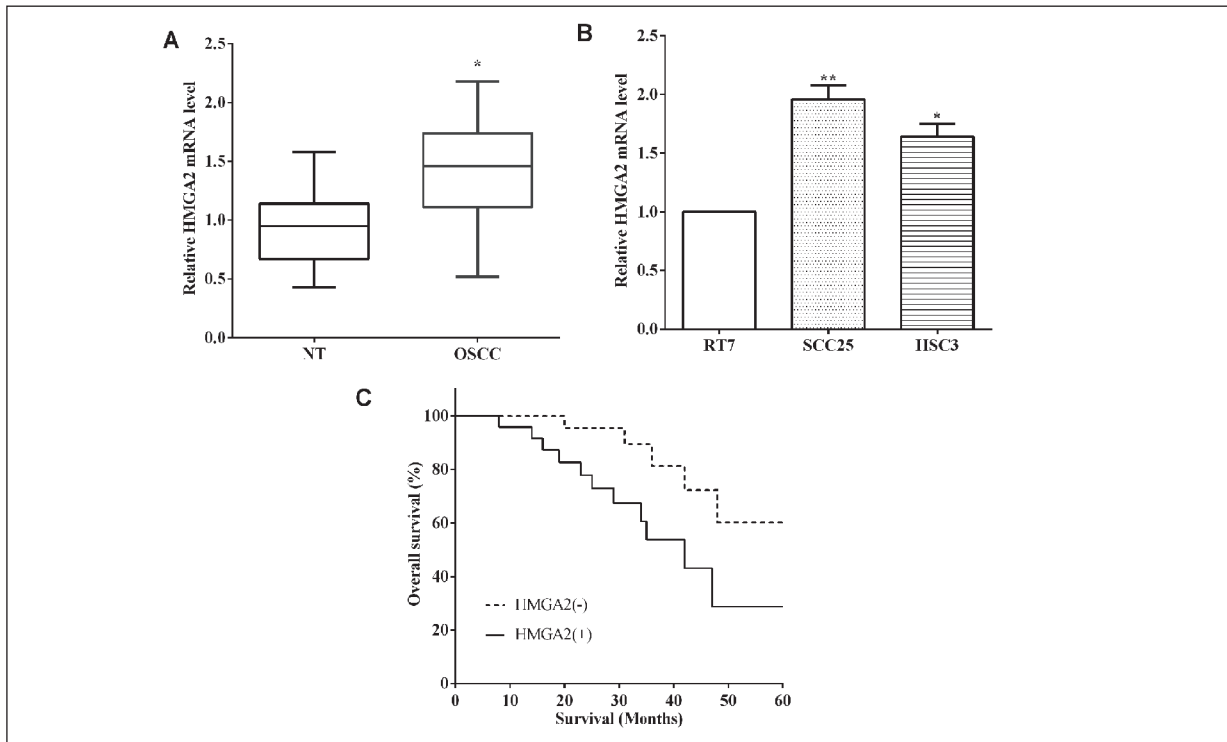 A
Relative HMGA2 mRNA level
2.5
2.0
1.5
1.0
0.5
0.0
*
NT
OSCC
B
Relative HMGA2 mRNA level
2.5
2.0
1.5
1.0
0.5
0.0
**
*
RT7
SCC25
HSC3
C
Overall survival (%)
100
80
60
40
20
0
HMGA2(-)
HMGA2(+)
0
10
20
30
40
50
60
Survival (Months)